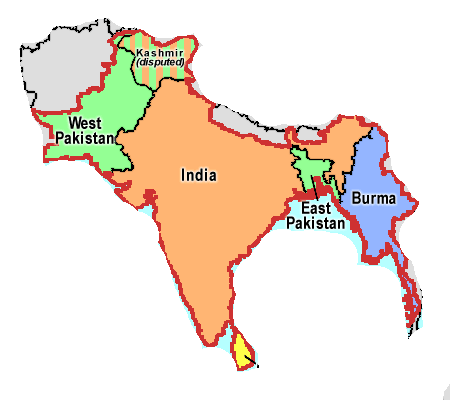 Kashmir
(disputed)
West
Pakistan
India
East
Pakistan
Burma